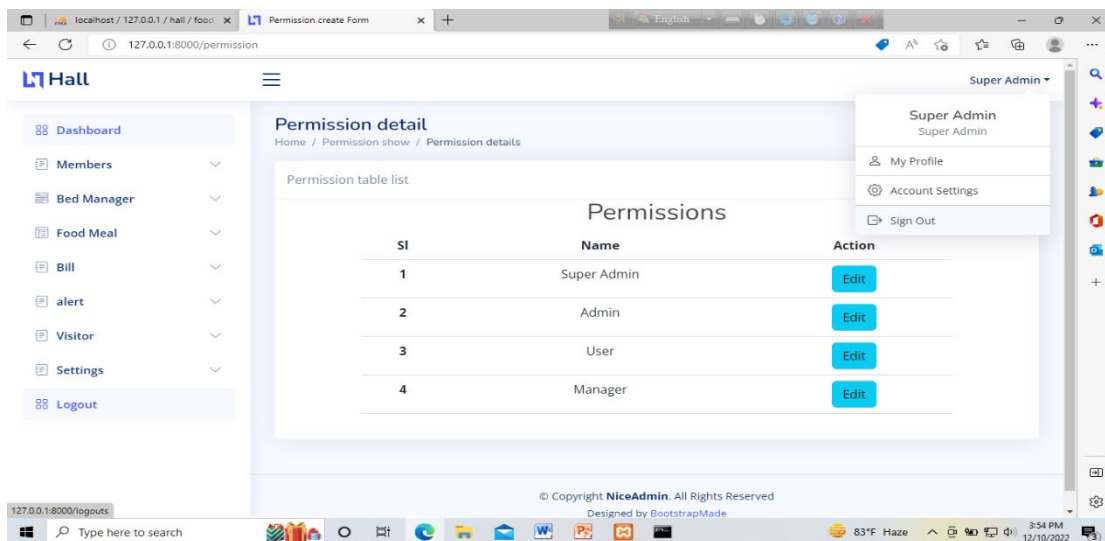 localhost / 127.0.0.1 / hall / food
Permission create Form
English
127.0.0.1:8000/permission
Hall
Super Admin
Dashboard
Members
Bed Manager
Food Meal
Bill
alert
Visitor
Settings
Logout
Permission detail
Home / Permission show / Permission details
Permission table list
Permissions
SI Name Action
1 Super Admin Edit
2 Admin Edit
3 User Edit
4 Manager Edit
Super Admin
Super Admin
My Profile
Account Settings
Sign Out
© Copyright NiceAdmin. All Rights Reserved
Designed by BootstrapMade
127.0.0.1:8000/logouts
Type here to search
83°F Haze
3:54 PM
12/10/2022